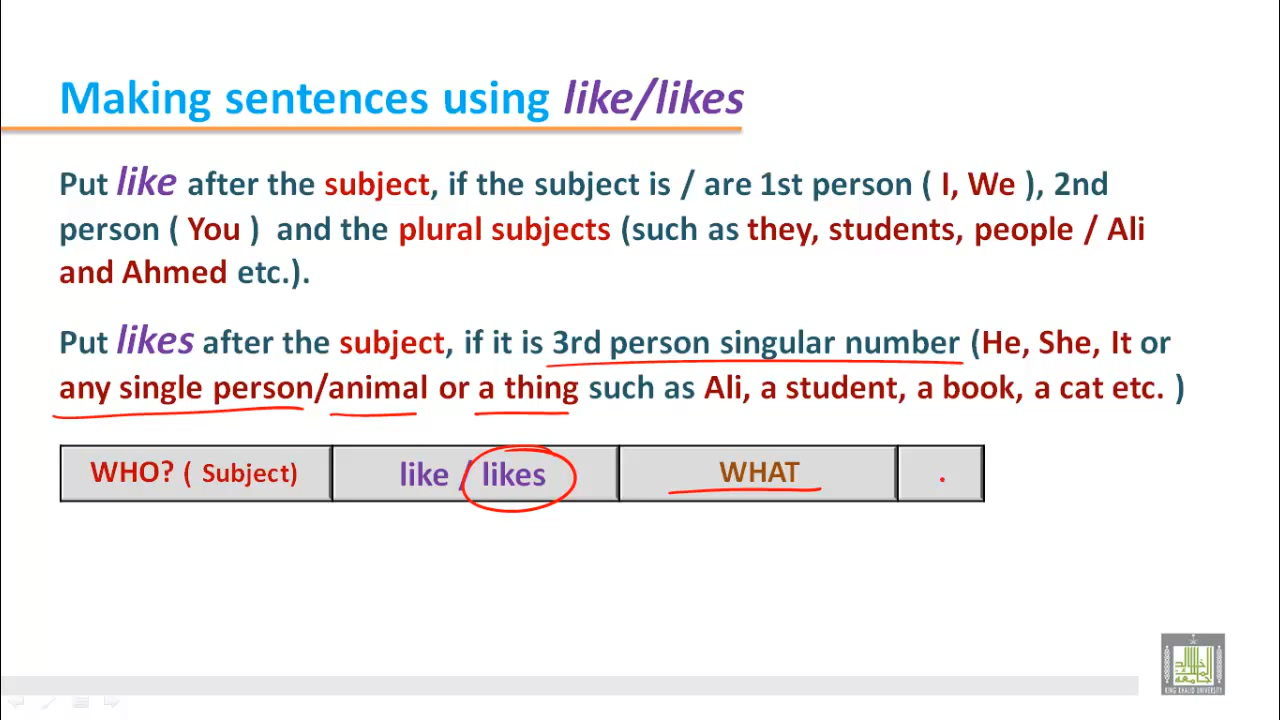 Making sentences using like/likes
Put like after the subject, if the subject is / are 1st person ( I, We ), 2nd
person ( You ) and the plural subjects (such as they, students, people / Ali
and Ahmed etc.).
Put likes after the subject, if it is 3rd person singular number (He, She, It or
any single person/animal or a thing such as Ali, a student, a book, a cat etc. )
WHO? ( Subject) like / likes WHAT .
KING KHALID UNIVERSITY